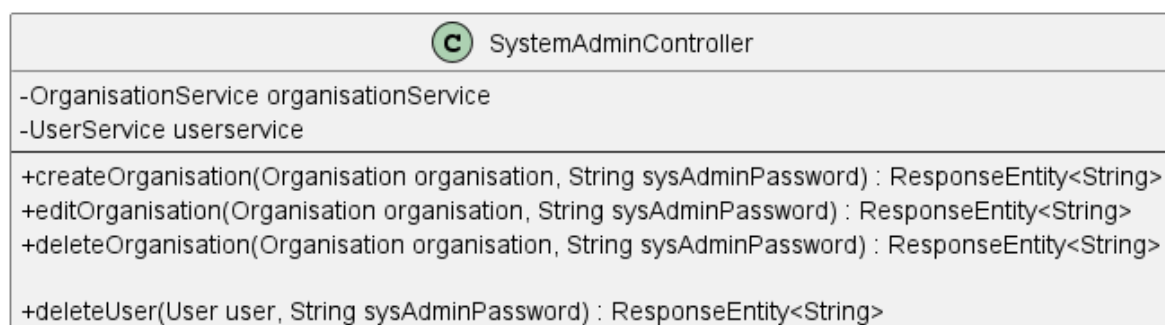 C SystemAdminController
-OrganisationService organisationService
-UserService userservice
+createOrganisation(Organisation organisation, String sysAdminPassword) : ResponseEntity<String>
+editOrganisation(Organisation organisation, String sysAdminPassword) : ResponseEntity<String>
+deleteOrganisation(Organisation organisation, String sysAdminPassword) : ResponseEntity<String>
+deleteUser(User user, String sysAdminPassword) : ResponseEntity<String>